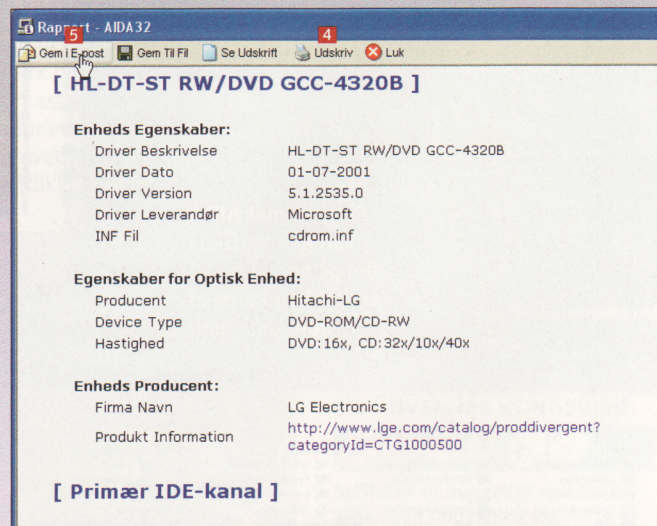 Rapport - AIDA32
5
4
Gem i E-post Gem Til Fil Se Udskrift Udskriv Luk
[ HL-DT-ST RW/DVD GCC-4320B ]
Enheds Egenskaber:
Driver Beskrivelse HL-DT-ST RW/DVD GCC-4320B
Driver Dato 01-07-2001
Driver Version 5.1.2535.0
Driver Leverandør Microsoft
INF Fil cdrom.inf
Egenskaber for Optisk Enhed:
Producent Hitachi-LG
Device Type DVD-ROM/CD-RW
Hastighed DVD:16x, CD:32x/10x/40x
Enheds Producent:
Firma Navn LG Electronics
Produkt Information http://www.lge.com/catalog/proddivergent?
categoryId=CTG1000500
[ Primær IDE-kanal ]